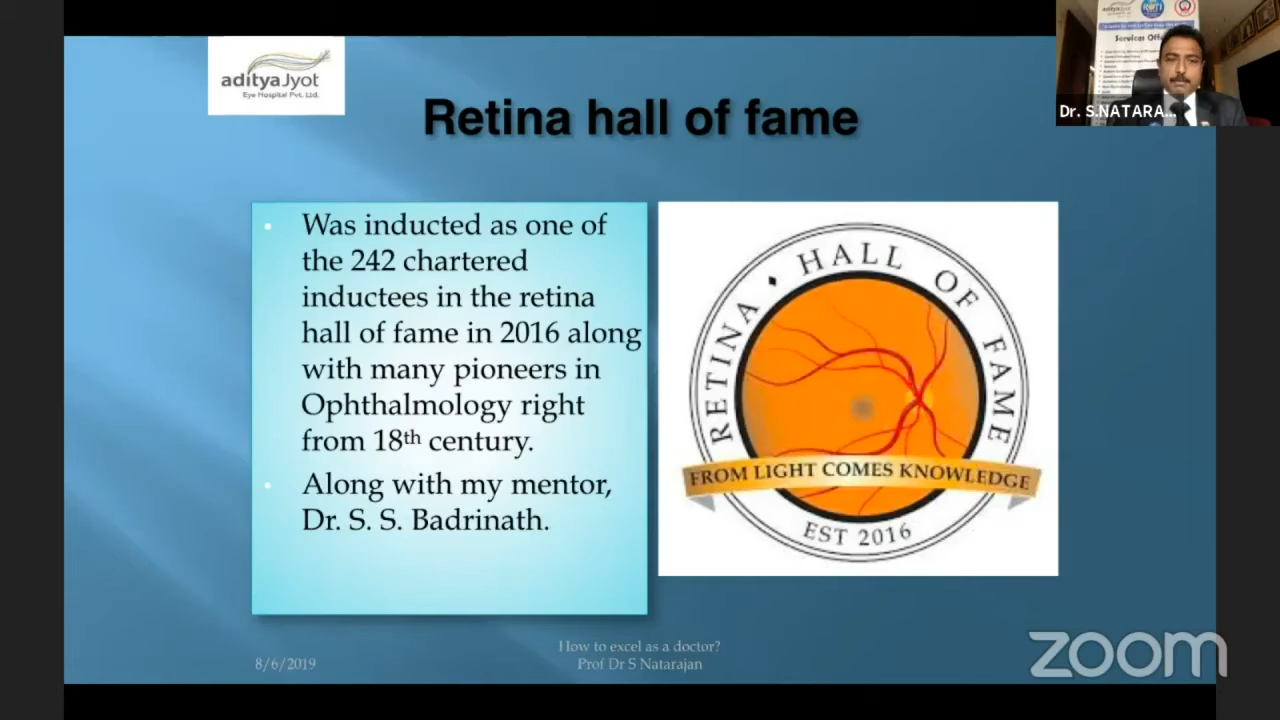 adityaJyot
Eye Hospital Pvt. Ltd.
Retina hall of fame
Was inducted as one of
the 242 chartered
inductees in the retina
hall of fame in 2016 along
with many pioneers in
Ophthalmology right
from 18th century.
Along with my mentor,
Dr. S. S. Badrinath.
RETINA • HALL OF FAME
FROM LIGHT COMES KNOWLEDGE
EST 2016
8/6/2019
How to excel as a doctor?
Prof Dr S Natarajan
Services
Dr. S.NATARA...
zoom